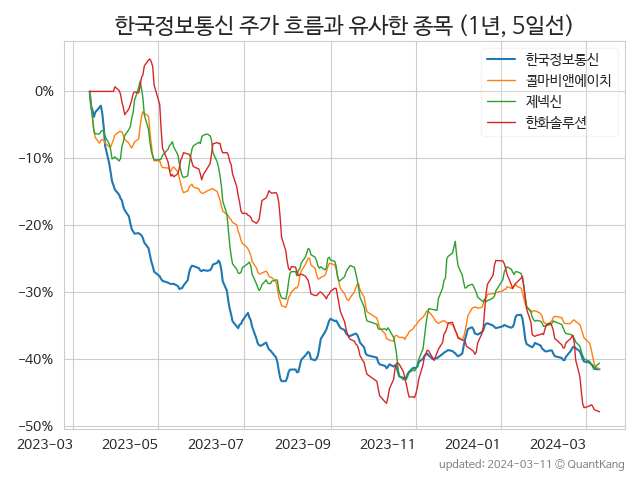 한국정보통신 주가 흐름과 유사한 종목 (1년, 5일선)
한국정보통신
콜마비앤에이치
제넥신
한화솔루션
0%
−10%
−20%
−30%
−40%
−50%
2023-03 2023-05 2023-07 2023-09 2023-11 2024-01 2024-03
updated: 2024-03-11 © QuantKang